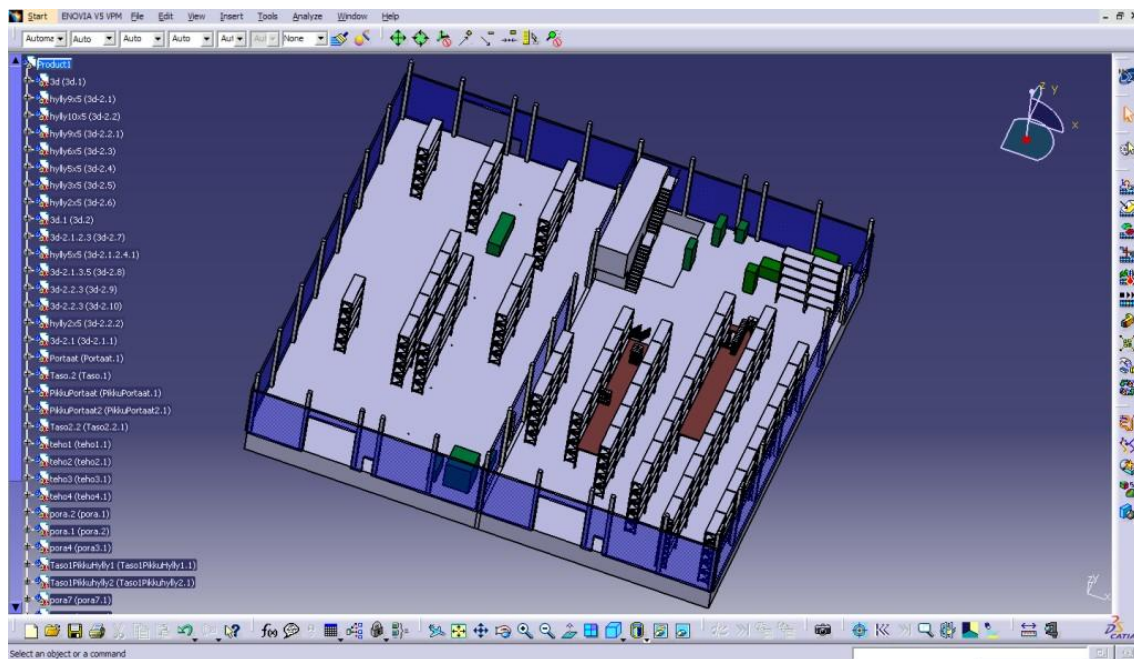 Start ENOVIA V5 VPM File Edit View Insert Tools Analyze Window Help
Automa Auto Auto Auto Aut Aut None
Product1
3d (3d.1)
hylly9x5 (3d-2.1)
hylly10x5 (3d-2.2)
hylly9x5 (3d-2.2.1)
hylly6x5 (3d-2.3)
hylly5x5 (3d-2.4)
hylly3x5 (3d-2.5)
hylly2x5 (3d-2.6)
3d.1 (3d.2)
3d-2.1.2.3 (3d-2.7)
hylly5x5 (3d-2.1.2.4.1)
3d-2.1.3.5 (3d-2.8)
3d-2.2.3 (3d-2.9)
3d-2.2.3 (3d-2.10)
hylly2x5 (3d-2.2.2)
3d-2.1 (3d-2.1.1)
Portaat (Portaat.1)
Taso.2 (Taso.1)
PikkuPortaat (PikkuPortaat.1)
PikkuPortaat2 (PikkuPortaat2.1)
Taso2.2 (Taso2.2.1)
teho1 (teho1.1)
teho2 (teho2.1)
teho3 (teho3.1)
teho4 (teho4.1)
pora.2 (pora.1)
pora.1 (pora.2)
pora4 (pora3.1)
Taso1PikkuHylly1 (Taso1PikkuHylly1.1)
Taso1Pikkuhylly2 (Taso1Pikkuhylly2.1)
pora7 (pora7.1)
z y
x
zy
x
f(x)
CATIA
Select an object or a command